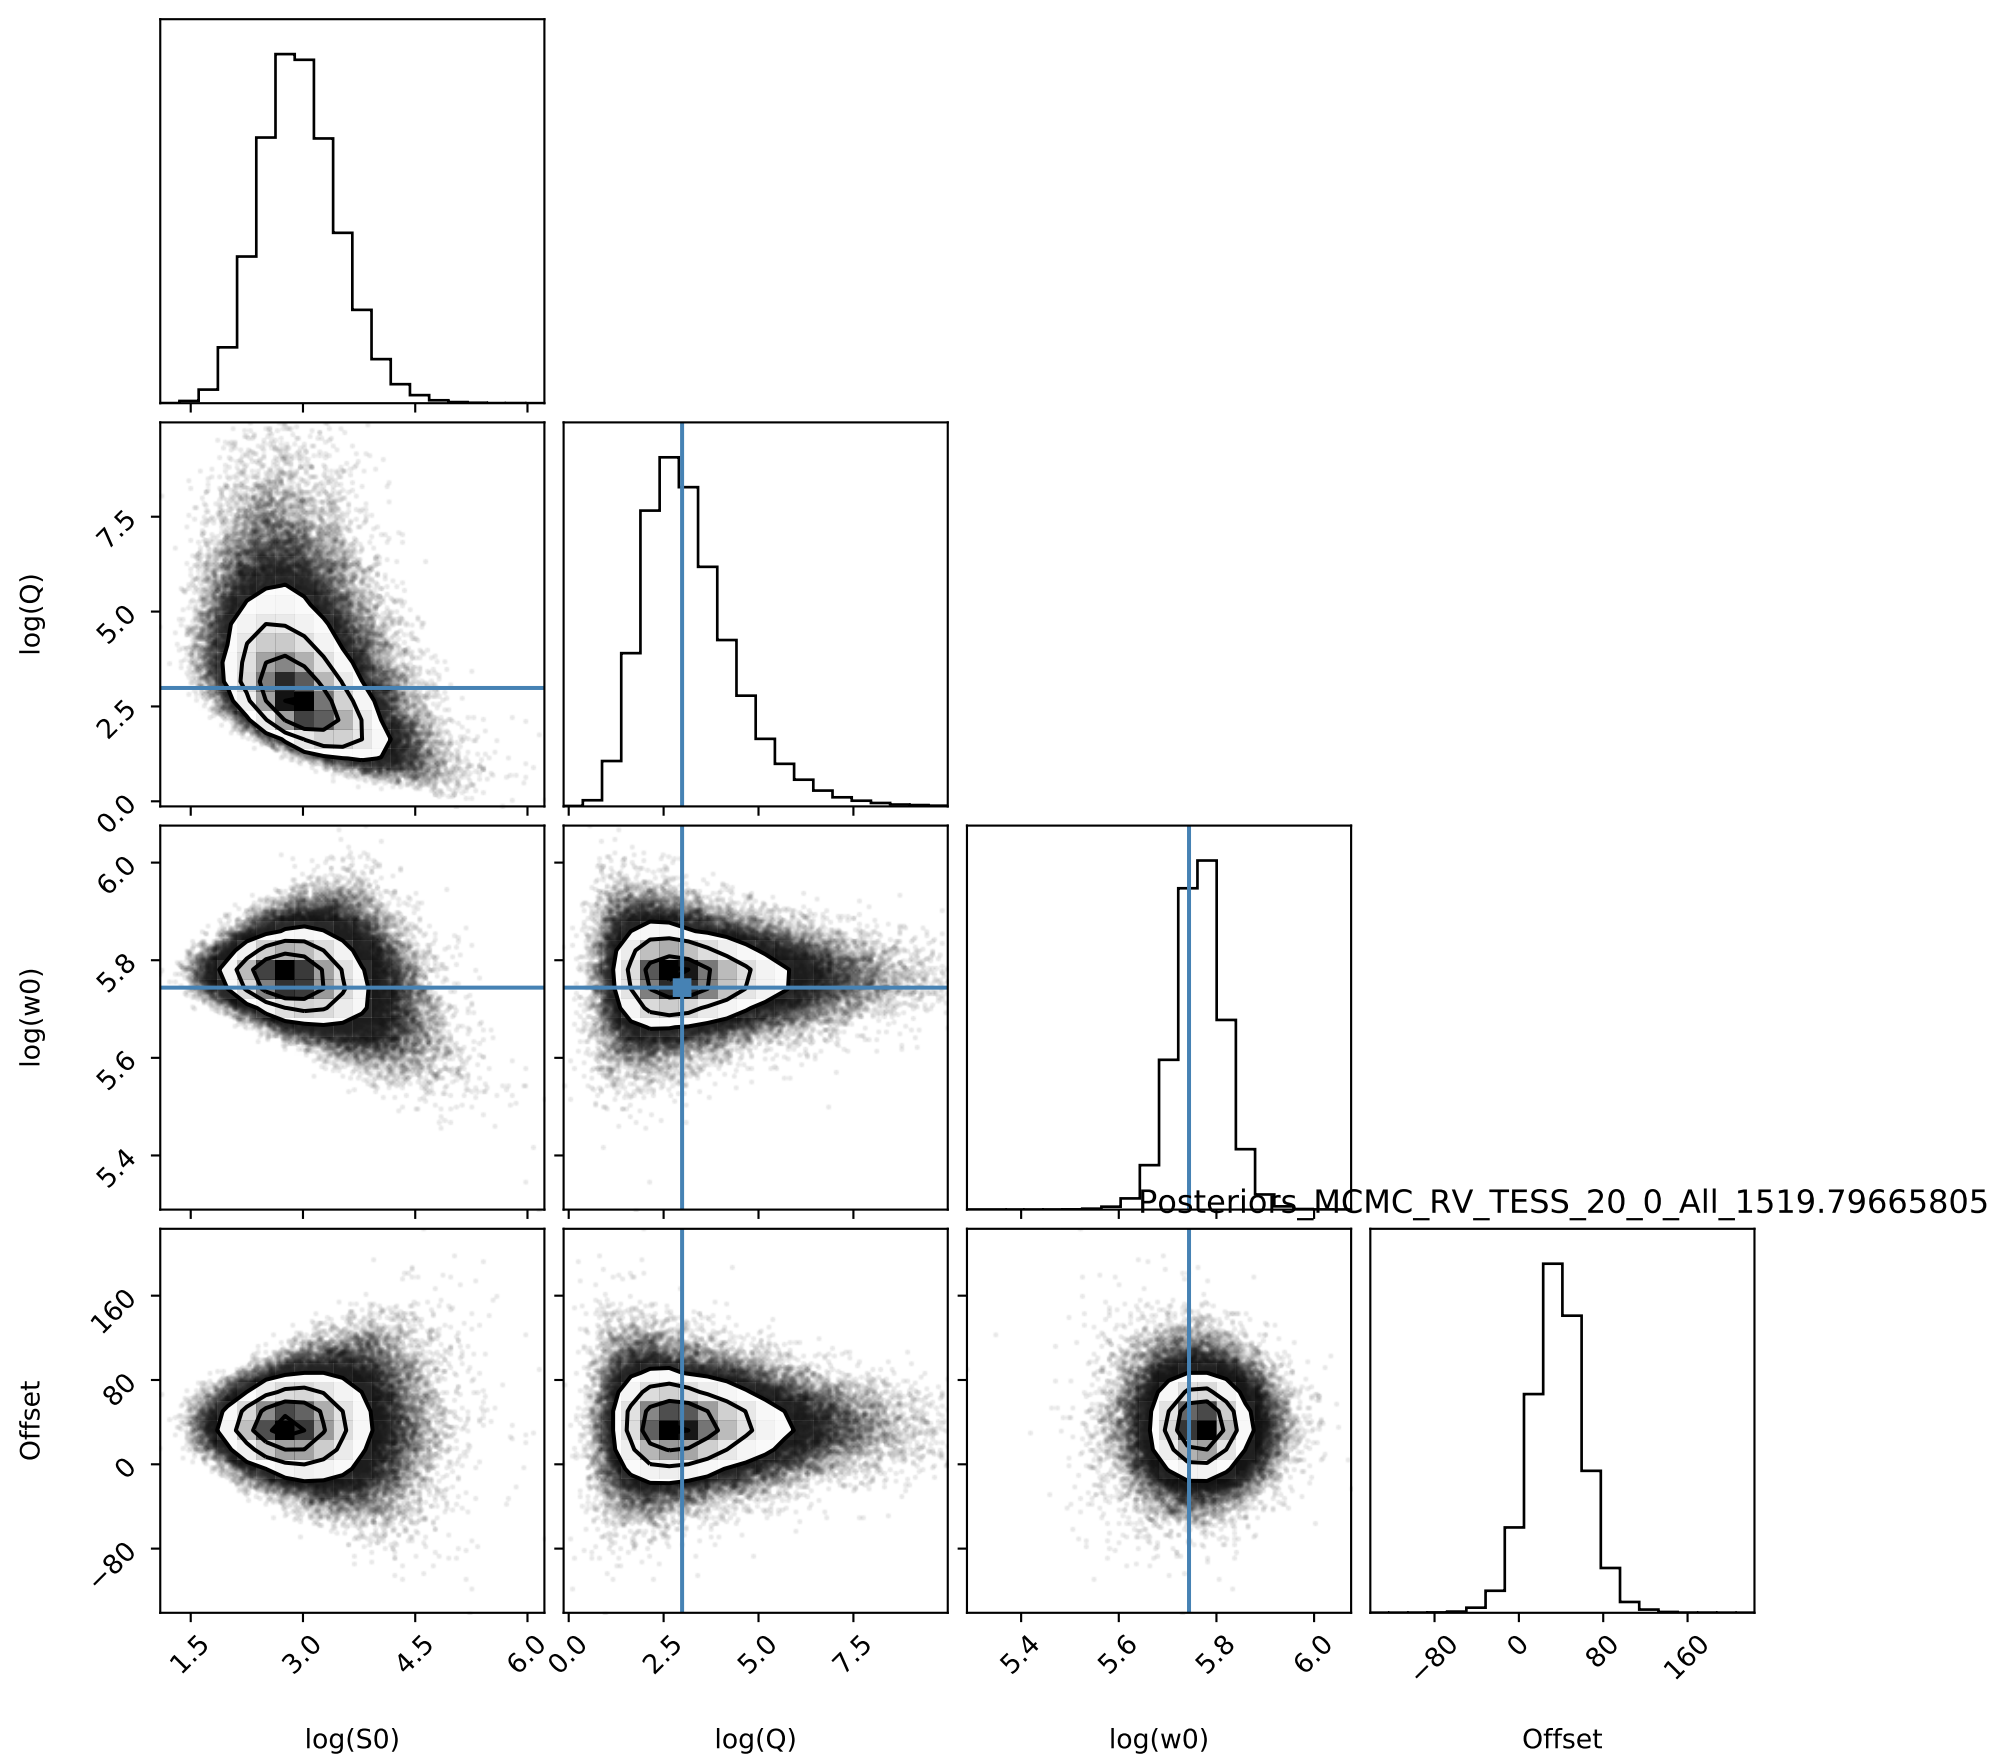 log(Q)
7.5
5.0
2.5
0.0
log(w0)
6.0
5.8
5.6
5.4
Posteriors_MCMC_RV_TESS_20_0_All_1519.79665805
Offset
160
80
0
−80
1.5 3.0 4.5 6.0 0.0 2.5 5.0 7.5 5.4 5.6 5.8 6.0 −80 0 80 160
log(S0) log(Q) log(w0) Offset